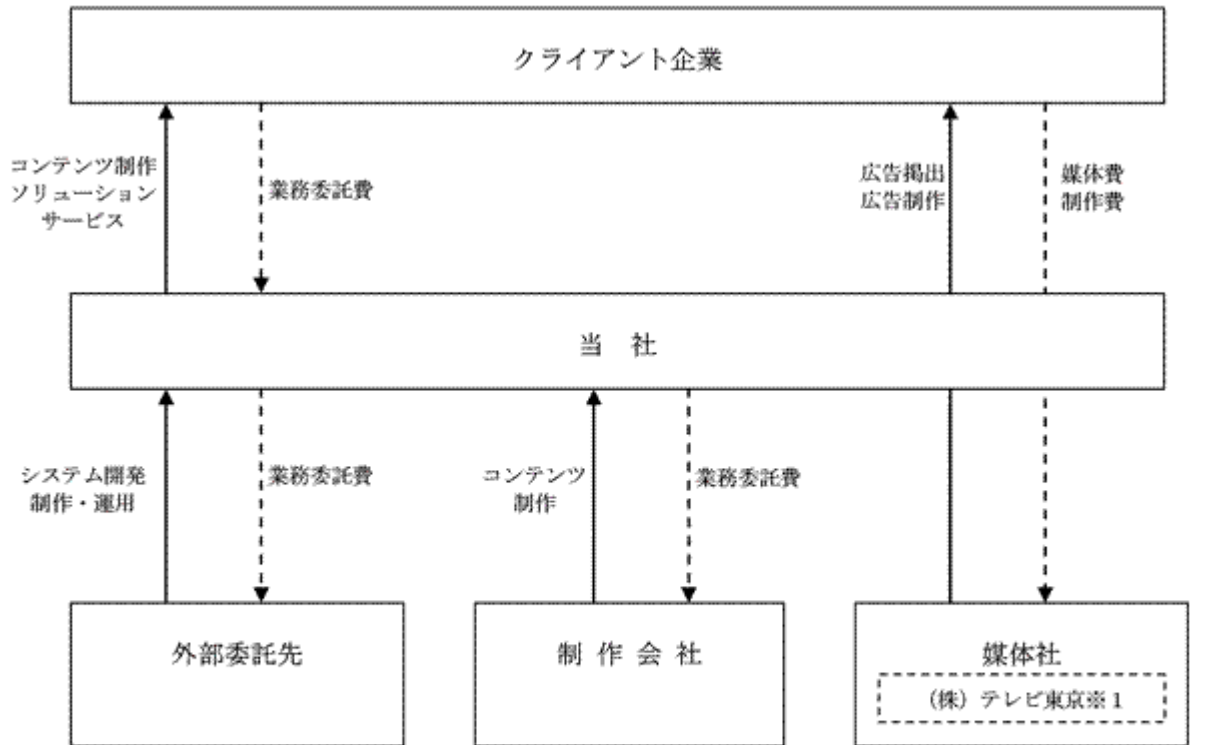 クライアント企業
コンテンツ制作
ソリューション
サービス
業務委託費
広告掲出
広告制作
媒体費
制作費
当 社
システム開発
制作・運用
業務委託費
コンテンツ
制作
業務委託費
外部委託先
制 作 会 社
媒体社
(株)テレビ東京※1